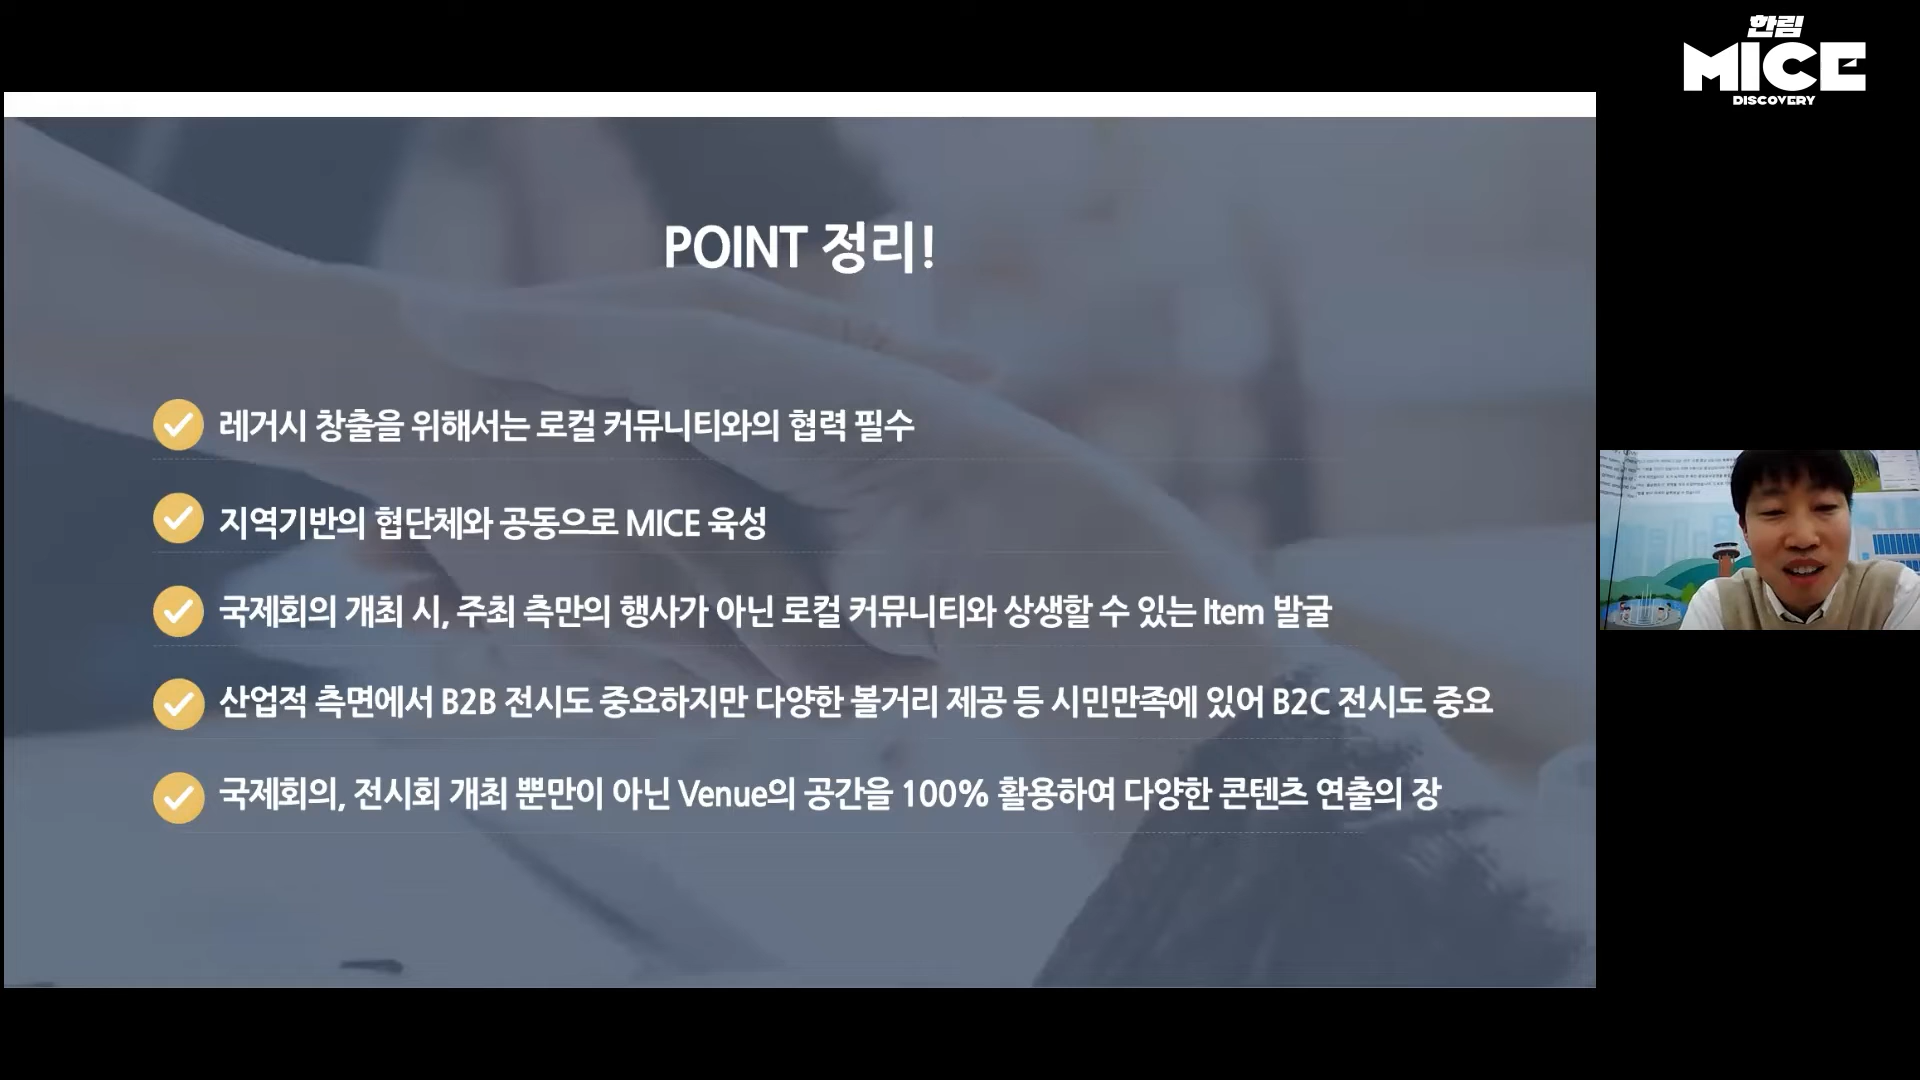 한림
MICE
DISCOVERY
POINT 정리!
레거시 창출을 위해서는 로컬 커뮤니티와의 협력 필수
지역기반의 협단체와 공동으로 MICE 육성
국제회의 개최 시, 주최 측만의 행사가 아닌 로컬 커뮤니티와 상생할 수 있는 Item 발굴
산업적 측면에서 B2B 전시도 중요하지만 다양한 볼거리 제공 등 시민만족에 있어 B2C 전시도 중요
국제회의, 전시회 개최 뿐만이 아닌 Venue의 공간을 100% 활용하여 다양한 콘텐츠 연출의 장